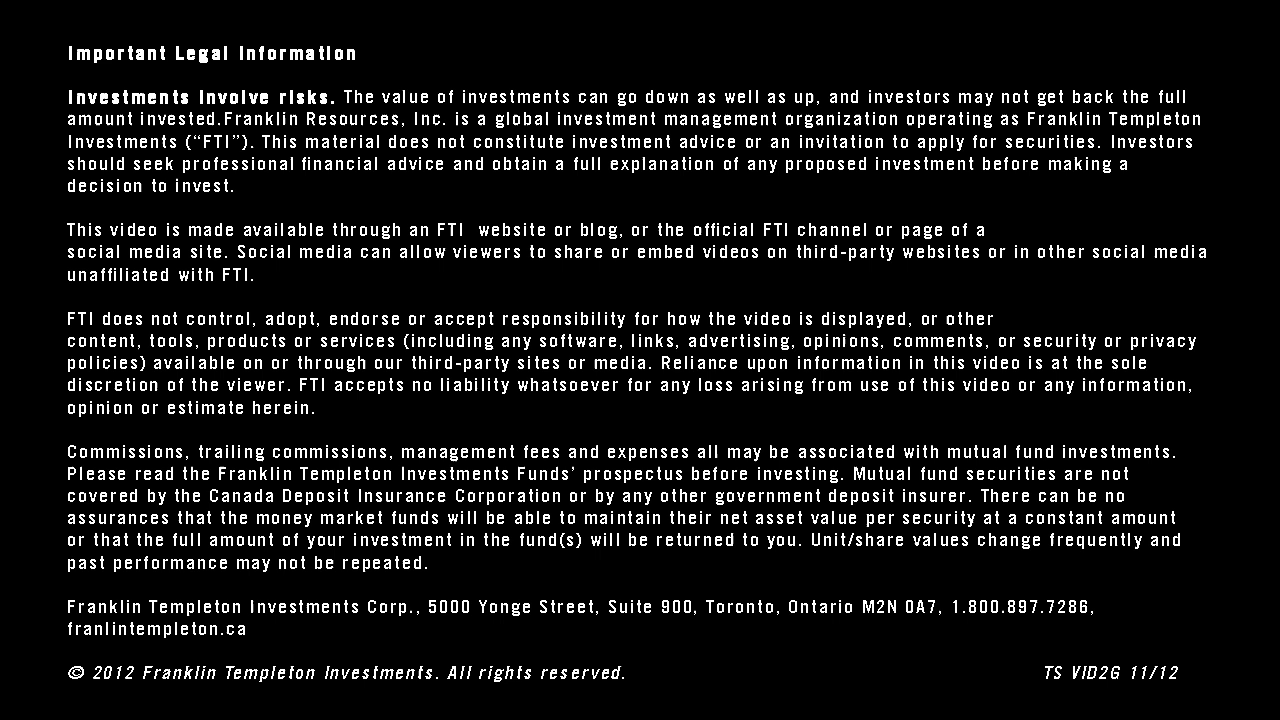 Important Legal Information
Investments involve risks. The value of investments can go down as well as up, and investors may not get back the full
amount invested.Franklin Resources, Inc. is a global investment management organization operating as Franklin Templeton
Investments (“FTI”). This material does not constitute investment advice or an invitation to apply for securities. Investors
should seek professional financial advice and obtain a full explanation of any proposed investment before making a
decision to invest.
This video is made available through an FTI  website or blog, or the official FTI channel or page of a
social media site. Social media can allow viewers to share or embed videos on third-party websites or in other social media
unaffiliated with FTI.
FTI does not control, adopt, endorse or accept responsibility for how the video is displayed, or other
content, tools, products or services (including any software, links, advertising, opinions, comments, or security or privacy
policies) available on or through our third-party sites or media. Reliance upon information in this video is at the sole
discretion of the viewer. FTI accepts no liability whatsoever for any loss arising from use of this video or any information,
opinion or estimate herein.
Commissions, trailing commissions, management fees and expenses all may be associated with mutual fund investments.
Please read the Franklin Templeton Investments Funds’ prospectus before investing. Mutual fund securities are not
covered by the Canada Deposit Insurance Corporation or by any other government deposit insurer. There can be no
assurances that the money market funds will be able to maintain their net asset value per security at a constant amount
or that the full amount of your investment in the fund(s) will be returned to you. Unit/share values change frequently and
past performance may not be repeated.
Franklin Templeton Investments Corp., 5000 Yonge Street, Suite 900, Toronto, Ontario M2N 0A7, 1.800.897.7286,
franlintempleton.ca
© 2012 Franklin Templeton Investments. All rights reserved. TS VID2G 11/12